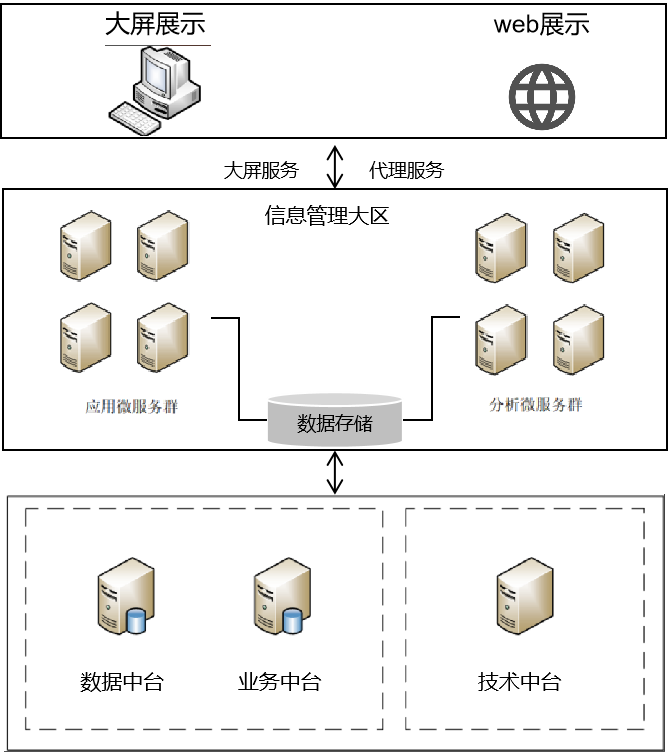 大屏展示
web展示
大屏服务
代理服务
信息管理大区
应用微服务群
分析微服务群
数据存储
数据中台
业务中台
技术中台